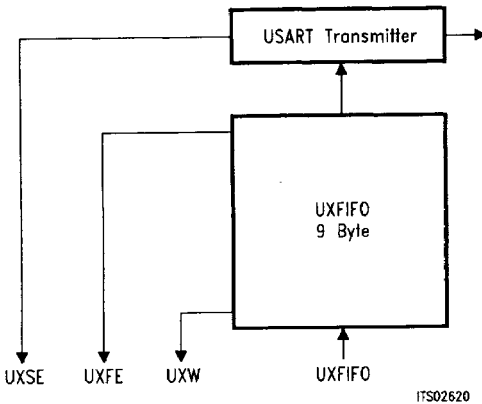 USART Transmitter
UXFIFO
9 Byte
UXSE
UXFE
UXW
UXFIFO
ITS02620